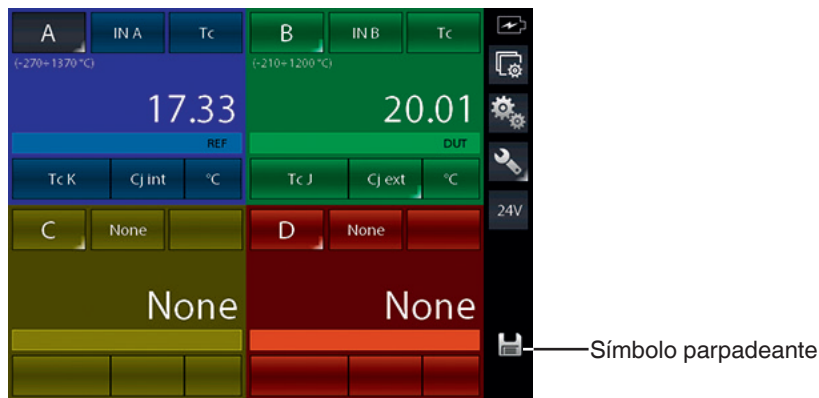 A IN A Tc
(-270÷1370 °C)
17.33
REF
Tc K Cj int °C
B IN B Tc
(-210÷1200 °C)
20.01
DUT
Tc J Cj ext °C
C None
None
D None
None
24V
Símbolo parpadeante